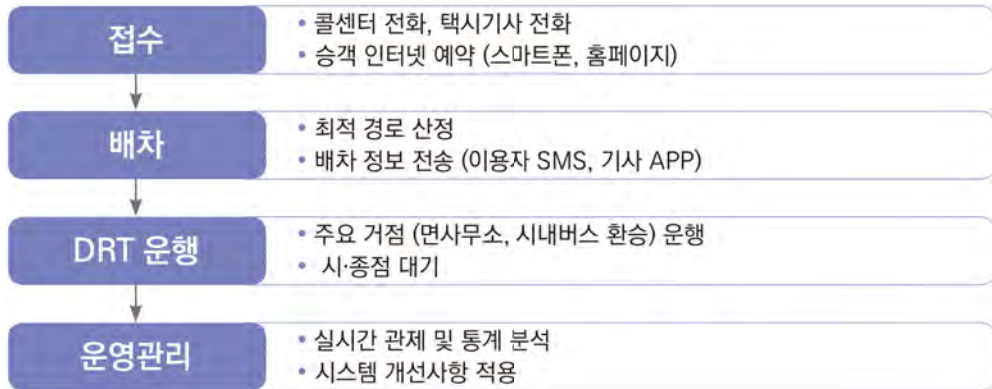 접수
• 콜센터 전화, 택시기사 전화
• 승객 인터넷 예약 (스마트폰, 홈페이지)
배차
• 최적 경로 산정
• 배차 정보 전송 (이용자 SMS, 기사 APP)
DRT 운행
• 주요 거점 (면사무소, 시내버스 환승) 운행
• 시·종점 대기
운영관리
• 실시간 관제 및 통계 분석
• 시스템 개선사항 적용